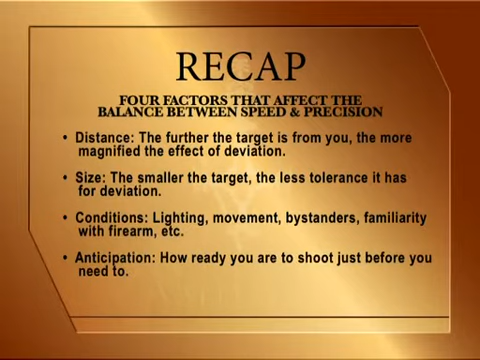 RECAP
FOUR FACTORS THAT AFFECT THE
BALANCE BETWEEN SPEED & PRECISION
• Distance: The further the target is from you, the more
magnified the effect of deviation.
• Size: The smaller the target, the less tolerance it has
for deviation.
• Conditions: Lighting, movement, bystanders, familiarity
with firearm, etc.
• Anticipation: How ready you are to shoot just before you
need to.